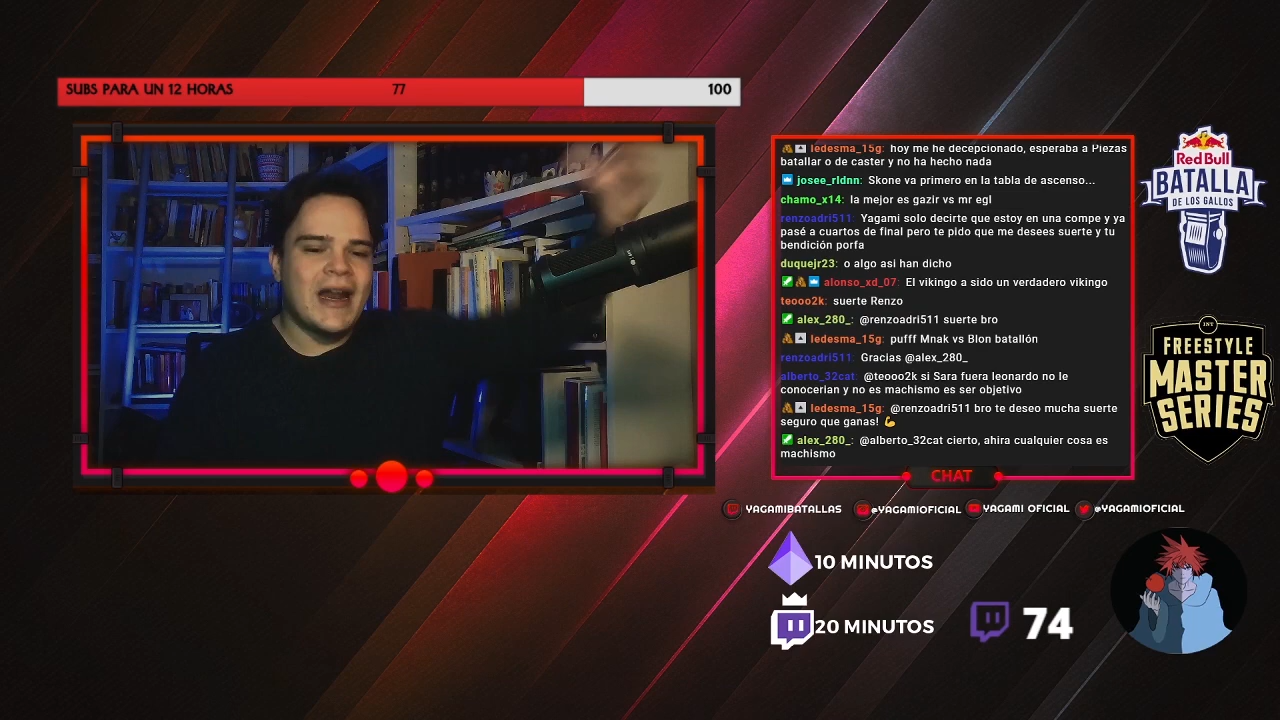 SUBS PARA UN 12 HORAS 77 100
ledesma_15g: hoy me he decepcionado, esperaba a Piezas
batallar o de caster y no ha hecho nada
josee_rldnn: Skone va primero en la tabla de ascenso...
chamo_x14: la mejor es gazir vs mr egl
renzoadri511: Yagami solo decirte que estoy en una compe y ya
pasé a cuartos de final pero te pido que me desees suerte y tu
bendición porfa
duquejr23: o algo asi han dicho
alonso_xd_07: El vikingo a sido un verdadero vikingo
teooo2k: suerte Renzo
alex_280_: @renzoadri511 suerte bro
ledesma_15g: pufff Mnak vs Blon batallón
renzoadri511: Gracias @alex_280_
alberto_32cat: @teooo2k si Sara fuera leonardo no le
conocerian y no es machismo es ser objetivo
ledesma_15g: @renzoadri511 bro te deseo mucha suerte
seguro que ganas! 💪
alex_280_: @alberto_32cat cierto, ahira cualquier cosa es
machismo
CHAT
Red Bull
BATALLA
DE LOS GALLOS
INT
FREESTYLE
MASTER
SERIES
YAGAMIBATALLAS @YAGAMIOFICIAL YAGAMI OFICIAL @YAGAMIOFICIAL
10 MINUTOS
20 MINUTOS
74